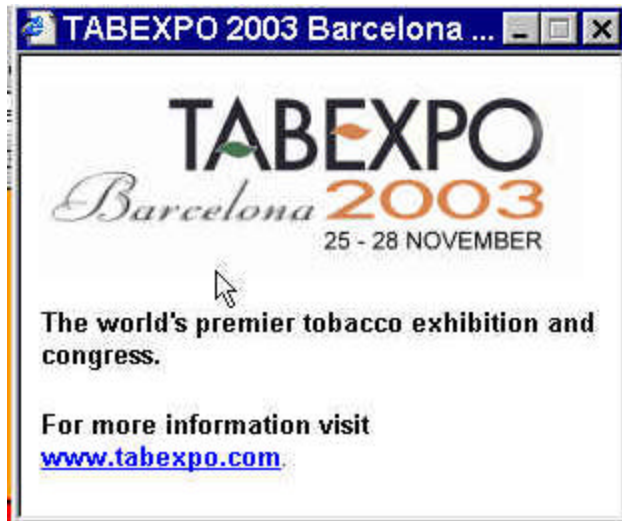 TABEXPO 2003 Barcelona ...
TABEXPO
Barcelona 2003
25 - 28 NOVEMBER
The world's premier tobacco exhibition and
congress.
For more information visit
www.tabexpo.com.